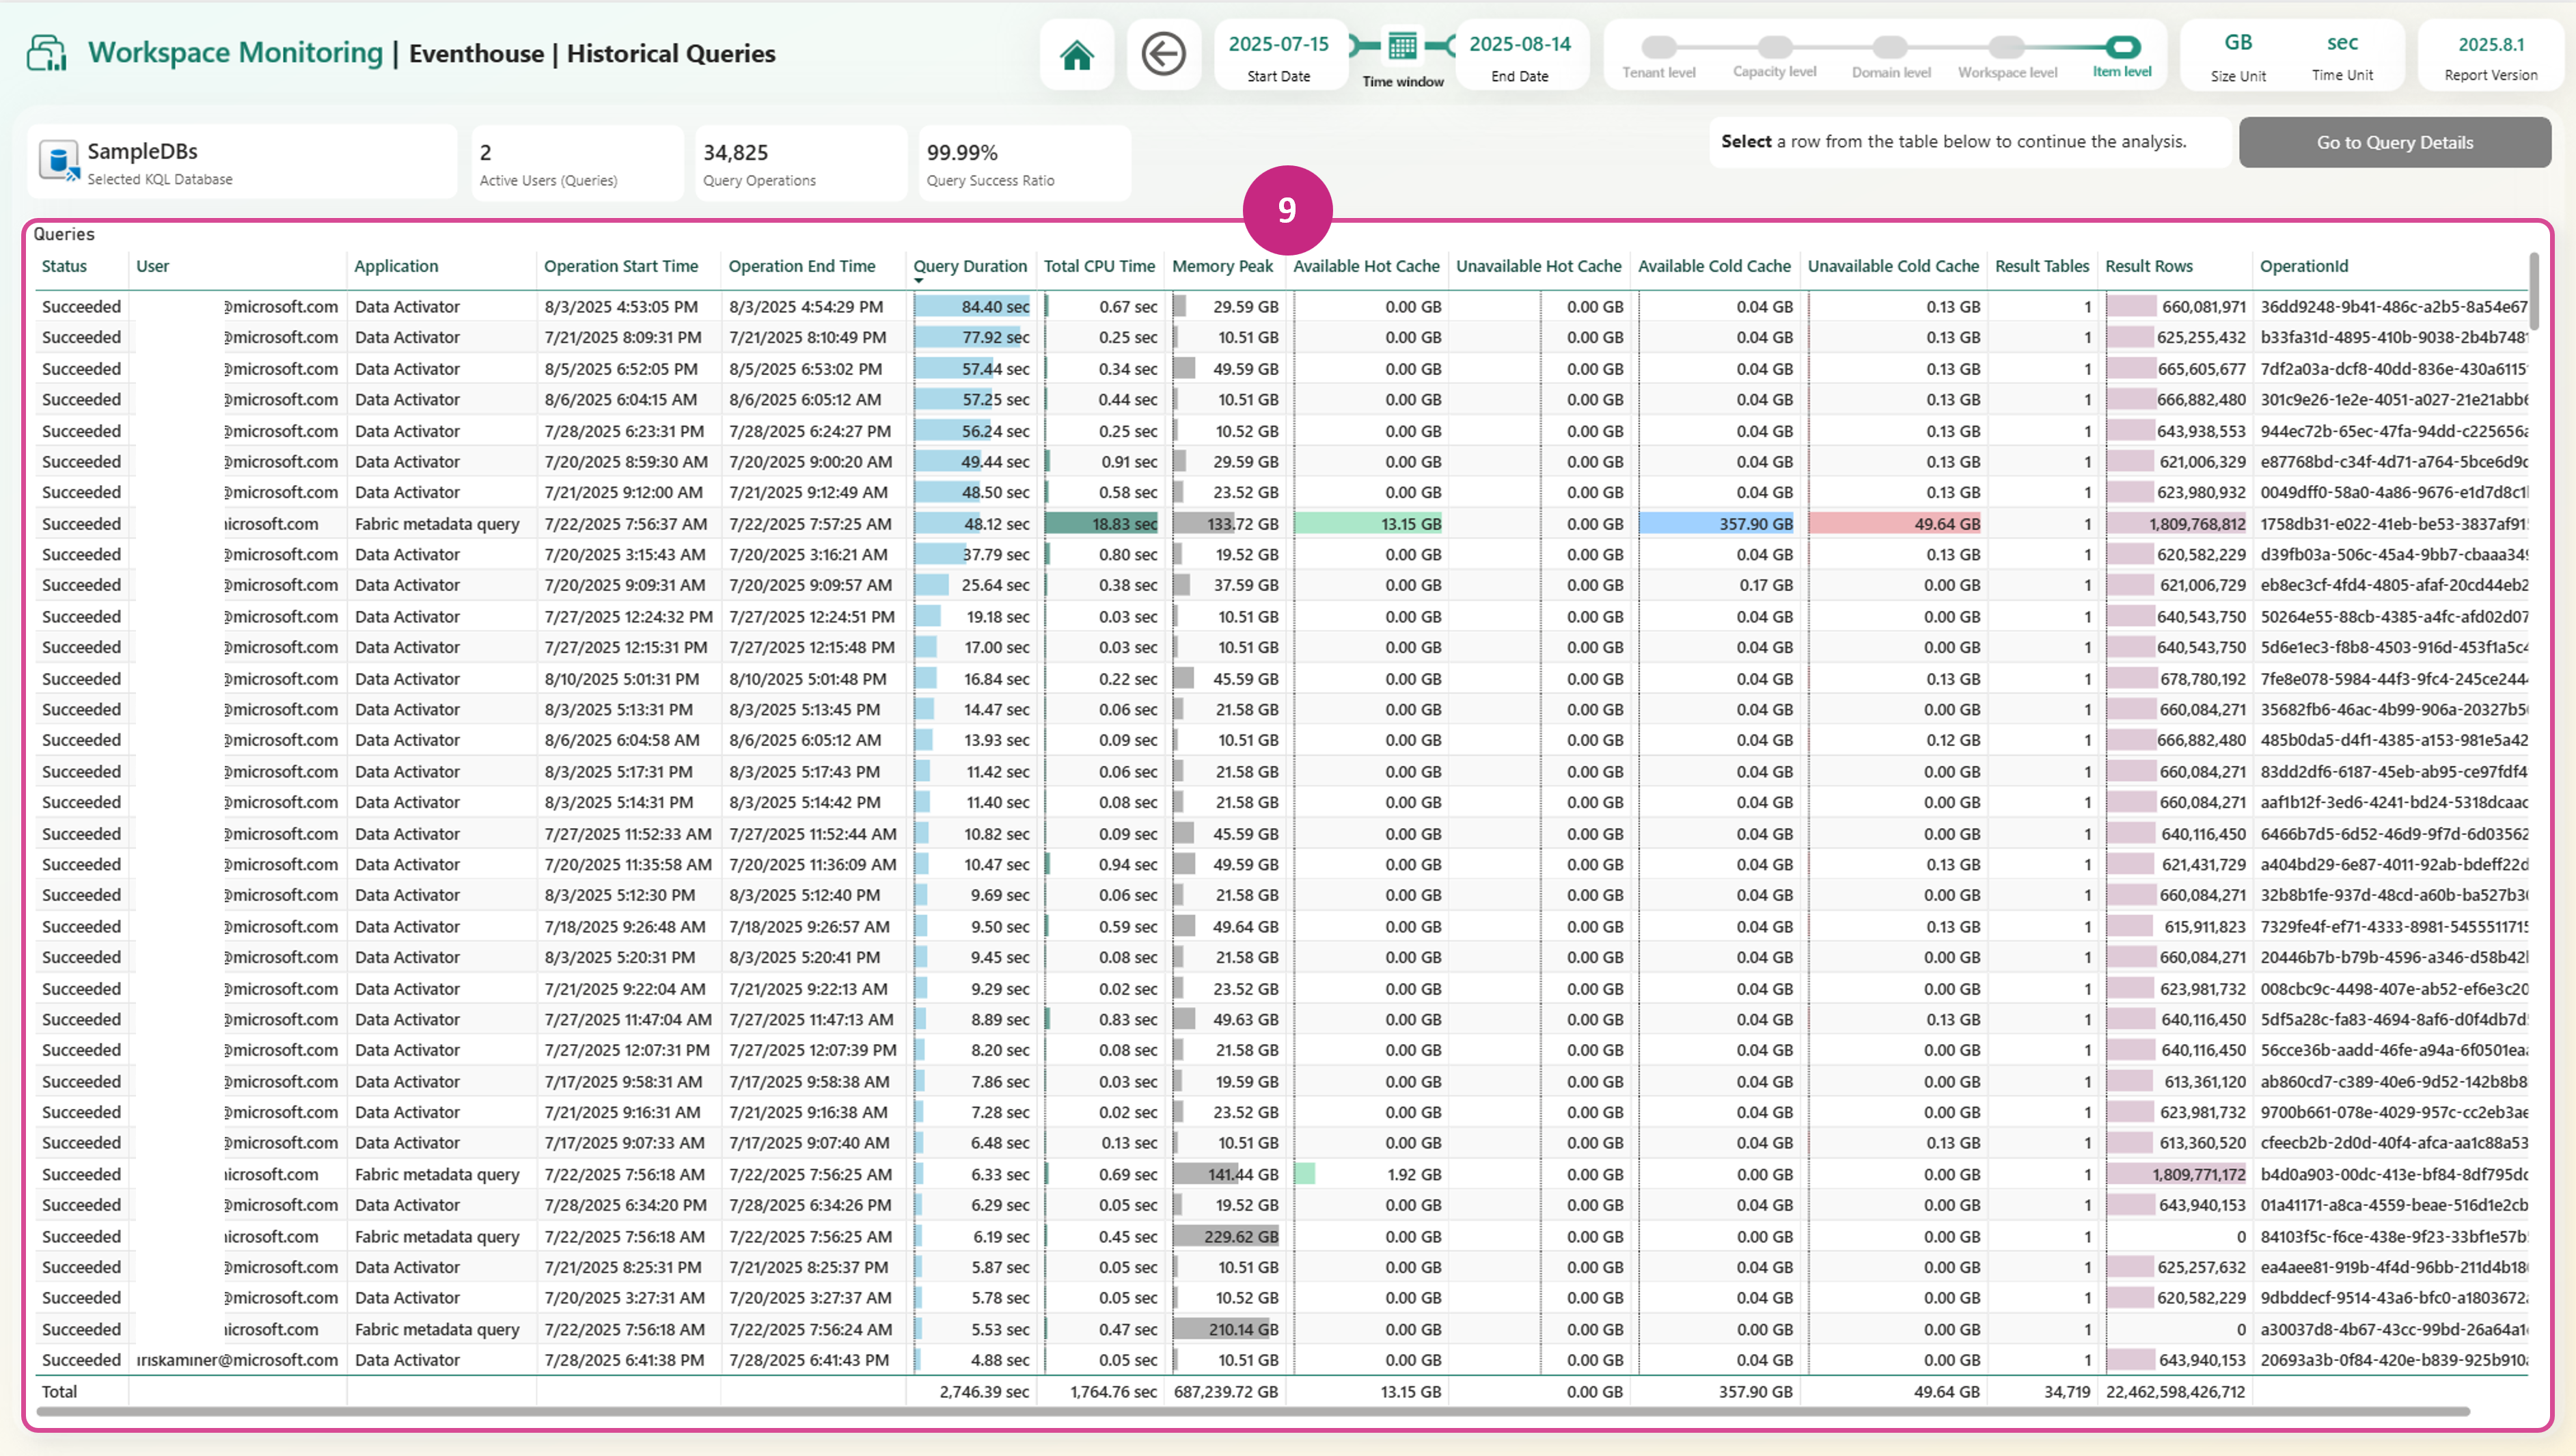 Workspace Monitoring | Eventhouse | Historical Queries
2025-07-15
Start Date
Time window
2025-08-14
End Date
Tenant level
Capacity level
Domain level
Workspace level
Item level
GB
Size Unit
sec
Time Unit
2025.8.1
Report Version
SampleDBs
Selected KQL Database
2
Active Users (Queries)
34,825
Query Operations
99.99%
Query Success Ratio
Select a row from the table below to continue the analysis.
Go to Query Details
9
Queries
Status User Application Operation Start Time Operation End Time Query Duration Total CPU Time Memory Peak Available Hot Cache Unavailable Hot Cache Available Cold Cache Unavailable Cold Cache Result Tables Result Rows OperationId
Succeeded @microsoft.com Data Activator 8/3/2025 4:53:05 PM 8/3/2025 4:54:29 PM 84.40 sec 0.67 sec 29.59 GB 0.00 GB 0.00 GB 0.04 GB 0.13 GB 1 660,081,971 36dd9248-9b41-486c-a2b5-8a54e67
Succeeded @microsoft.com Data Activator 7/21/2025 8:09:31 PM 7/21/2025 8:10:49 PM 77.92 sec 0.25 sec 10.51 GB 0.00 GB 0.00 GB 0.04 GB 0.13 GB 1 625,255,432 b33fa31d-4895-410b-9038-2b4b748
Succeeded @microsoft.com Data Activator 8/5/2025 6:52:05 PM 8/5/2025 6:53:02 PM 57.44 sec 0.34 sec 49.59 GB 0.00 GB 0.00 GB 0.04 GB 0.13 GB 1 665,605,677 7df2a03a-dcf8-40dd-836e-430a6115
Succeeded @microsoft.com Data Activator 8/6/2025 6:04:15 AM 8/6/2025 6:05:12 AM 57.25 sec 0.44 sec 10.51 GB 0.00 GB 0.00 GB 0.04 GB 0.13 GB 1 666,882,480 301c9e26-1e2e-4051-a027-21e21abb
Succeeded @microsoft.com Data Activator 7/28/2025 6:23:31 PM 7/28/2025 6:24:27 PM 56.24 sec 0.25 sec 10.52 GB 0.00 GB 0.00 GB 0.04 GB 0.13 GB 1 643,938,553 944ec72b-65ec-47fa-94dd-c225656
Succeeded @microsoft.com Data Activator 7/20/2025 8:59:30 AM 7/20/2025 9:00:20 AM 49.44 sec 0.91 sec 29.59 GB 0.00 GB 0.00 GB 0.04 GB 0.13 GB 1 621,006,329 e87768bd-c34f-4d71-a764-5bce6d9
Succeeded @microsoft.com Data Activator 7/21/2025 9:12:00 AM 7/21/2025 9:12:49 AM 48.50 sec 0.58 sec 23.52 GB 0.00 GB 0.00 GB 0.04 GB 0.13 GB 1 623,980,932 0049dff0-58a0-4a86-9676-e1d7d8c1
Succeeded icrosoft.com Fabric metadata query 7/22/2025 7:56:37 AM 7/22/2025 7:57:25 AM 48.12 sec 18.83 sec 133.72 GB 13.15 GB 0.00 GB 357.90 GB 49.64 GB 1 1,809,768,812 1758db31-e022-41eb-be53-3837af91
Succeeded @microsoft.com Data Activator 7/20/2025 3:15:43 AM 7/20/2025 3:16:21 AM 37.79 sec 0.80 sec 19.52 GB 0.00 GB 0.00 GB 0.04 GB 0.13 GB 1 620,582,229 d39fb03a-506c-45a4-9bb7-cbaaa34
Succeeded @microsoft.com Data Activator 7/20/2025 9:09:31 AM 7/20/2025 9:09:57 AM 25.64 sec 0.38 sec 37.59 GB 0.00 GB 0.00 GB 0.17 GB 0.00 GB 1 621,006,729 eb8ec3cf-4fd4-4805-afaf-20cd44eb2
Succeeded @microsoft.com Data Activator 7/27/2025 12:24:32 PM 7/27/2025 12:24:51 PM 19.18 sec 0.03 sec 10.51 GB 0.00 GB 0.00 GB 0.04 GB 0.00 GB 1 640,543,750 50264e55-88cb-4385-a4fc-afd02d07
Succeeded @microsoft.com Data Activator 7/27/2025 12:15:31 PM 7/27/2025 12:15:48 PM 17.00 sec 0.03 sec 10.51 GB 0.00 GB 0.00 GB 0.04 GB 0.00 GB 1 640,543,750 5d6e1ec3-f8b8-4503-916d-453f1a5c
Succeeded @microsoft.com Data Activator 8/10/2025 5:01:31 PM 8/10/2025 5:01:48 PM 16.84 sec 0.22 sec 45.59 GB 0.00 GB 0.00 GB 0.04 GB 0.13 GB 1 678,780,192 7fe8e078-5984-44f3-9fc4-245ce244
Succeeded @microsoft.com Data Activator 8/3/2025 5:13:31 PM 8/3/2025 5:13:45 PM 14.47 sec 0.06 sec 21.58 GB 0.00 GB 0.00 GB 0.04 GB 0.00 GB 1 660,084,271 35682fb6-46ac-4b99-906a-20327b5
Succeeded @microsoft.com Data Activator 8/6/2025 6:04:58 AM 8/6/2025 6:05:12 AM 13.93 sec 0.09 sec 10.51 GB 0.00 GB 0.00 GB 0.04 GB 0.12 GB 1 666,882,480 485b0da5-d4f1-4385-a153-981e5a42
Succeeded @microsoft.com Data Activator 8/3/2025 5:17:31 PM 8/3/2025 5:17:43 PM 11.42 sec 0.06 sec 21.58 GB 0.00 GB 0.00 GB 0.04 GB 0.00 GB 1 660,084,271 83dd2df6-6187-45eb-ab95-ce97fdf4
Succeeded @microsoft.com Data Activator 8/3/2025 5:14:31 PM 8/3/2025 5:14:42 PM 11.40 sec 0.08 sec 21.58 GB 0.00 GB 0.00 GB 0.04 GB 0.00 GB 1 660,084,271 aaf1b12f-3ed6-4241-bd24-5318dcaac
Succeeded @microsoft.com Data Activator 7/27/2025 11:52:33 AM 7/27/2025 11:52:44 AM 10.82 sec 0.09 sec 45.59 GB 0.00 GB 0.00 GB 0.04 GB 0.00 GB 1 640,116,450 6466b7d5-6d52-46d9-9f7d-6d03562
Succeeded @microsoft.com Data Activator 7/20/2025 11:35:58 AM 7/20/2025 11:36:09 AM 10.47 sec 0.94 sec 49.59 GB 0.00 GB 0.00 GB 0.04 GB 0.13 GB 1 621,431,729 a404bd29-6e87-4011-92ab-bdeff22d
Succeeded @microsoft.com Data Activator 8/3/2025 5:12:30 PM 8/3/2025 5:12:40 PM 9.69 sec 0.06 sec 21.58 GB 0.00 GB 0.00 GB 0.04 GB 0.00 GB 1 660,084,271 32b8b1fe-937d-48cd-a60b-ba527b3
Succeeded @microsoft.com Data Activator 7/18/2025 9:26:48 AM 7/18/2025 9:26:57 AM 9.50 sec 0.59 sec 49.64 GB 0.00 GB 0.00 GB 0.04 GB 0.13 GB 1 615,911,823 7329fe4f-ef71-4333-8981-5455511715
Succeeded @microsoft.com Data Activator 8/3/2025 5:20:31 PM 8/3/2025 5:20:41 PM 9.45 sec 0.08 sec 21.58 GB 0.00 GB 0.00 GB 0.04 GB 0.00 GB 1 660,084,271 20446b7b-b79b-4596-a346-d58b42
Succeeded @microsoft.com Data Activator 7/21/2025 9:22:04 AM 7/21/2025 9:22:13 AM 9.29 sec 0.02 sec 23.52 GB 0.00 GB 0.00 GB 0.04 GB 0.00 GB 1 623,981,732 008cbc9c-4498-407e-ab52-ef6e3c20
Succeeded @microsoft.com Data Activator 7/27/2025 11:47:04 AM 7/27/2025 11:47:13 AM 8.89 sec 0.83 sec 49.63 GB 0.00 GB 0.00 GB 0.04 GB 0.13 GB 1 640,116,450 5df5a28c-fa83-4694-8af6-d0f4db7d
Succeeded @microsoft.com Data Activator 7/27/2025 12:07:31 PM 7/27/2025 12:07:39 PM 8.20 sec 0.08 sec 21.58 GB 0.00 GB 0.00 GB 0.04 GB 0.00 GB 1 640,116,450 56cce36b-aadd-46fe-a94a-6f0501ea
Succeeded @microsoft.com Data Activator 7/17/2025 9:58:31 AM 7/17/2025 9:58:38 AM 7.86 sec 0.03 sec 19.59 GB 0.00 GB 0.00 GB 0.04 GB 0.00 GB 1 613,361,120 ab860cd7-c389-40e6-9d52-142b8b8
Succeeded @microsoft.com Data Activator 7/21/2025 9:16:31 AM 7/21/2025 9:16:38 AM 7.28 sec 0.02 sec 23.52 GB 0.00 GB 0.00 GB 0.04 GB 0.00 GB 1 623,981,732 9700b661-078e-4029-957c-cc2eb3ae
Succeeded @microsoft.com Data Activator 7/17/2025 9:07:33 AM 7/17/2025 9:07:40 AM 6.48 sec 0.13 sec 10.51 GB 0.00 GB 0.00 GB 0.04 GB 0.13 GB 1 613,360,520 cfeecb2b-2d0d-40f4-afca-aa1c88a53
Succeeded icrosoft.com Fabric metadata query 7/22/2025 7:56:18 AM 7/22/2025 7:56:25 AM 6.33 sec 0.69 sec 141.44 GB 1.92 GB 0.00 GB 0.00 GB 0.00 GB 1 1,809,771,172 b4d0a903-00dc-413e-bf84-8df795dc
Succeeded @microsoft.com Data Activator 7/28/2025 6:34:20 PM 7/28/2025 6:34:26 PM 6.29 sec 0.05 sec 19.52 GB 0.00 GB 0.00 GB 0.04 GB 0.00 GB 1 643,940,153 01a41171-a8ca-4559-beae-516d1e2cb
Succeeded icrosoft.com Fabric metadata query 7/22/2025 7:56:18 AM 7/22/2025 7:56:25 AM 6.19 sec 0.45 sec 229.62 GB 0.00 GB 0.00 GB 0.00 GB 0.00 GB 1 0 84103f5c-f6ce-438e-9f23-33bf1e57b
Succeeded @microsoft.com Data Activator 7/21/2025 8:25:31 PM 7/21/2025 8:25:37 PM 5.87 sec 0.05 sec 10.51 GB 0.00 GB 0.00 GB 0.04 GB 0.00 GB 1 625,257,632 ea4aee81-919b-4f4d-96bb-211d4b18
Succeeded @microsoft.com Data Activator 7/20/2025 3:27:31 AM 7/20/2025 3:27:37 AM 5.78 sec 0.05 sec 10.52 GB 0.00 GB 0.00 GB 0.04 GB 0.00 GB 1 620,582,229 9dbddecf-9514-43a6-bfc0-a1803672
Succeeded icrosoft.com Fabric metadata query 7/22/2025 7:56:18 AM 7/22/2025 7:56:24 AM 5.53 sec 0.47 sec 210.14 GB 0.00 GB 0.00 GB 0.00 GB 0.00 GB 1 0 a30037d8-4b67-43cc-99bd-26a64a1
Succeeded iriskaminer@microsoft.com Data Activator 7/28/2025 6:41:38 PM 7/28/2025 6:41:43 PM 4.88 sec 0.05 sec 10.51 GB 0.00 GB 0.00 GB 0.04 GB 0.00 GB 1 643,940,153 20693a3b-0f84-420e-b839-925b910
Total 2,746.39 sec 1,764.76 sec 687,239.72 GB 13.15 GB 0.00 GB 357.90 GB 49.64 GB 34,719 22,462,598,426,712